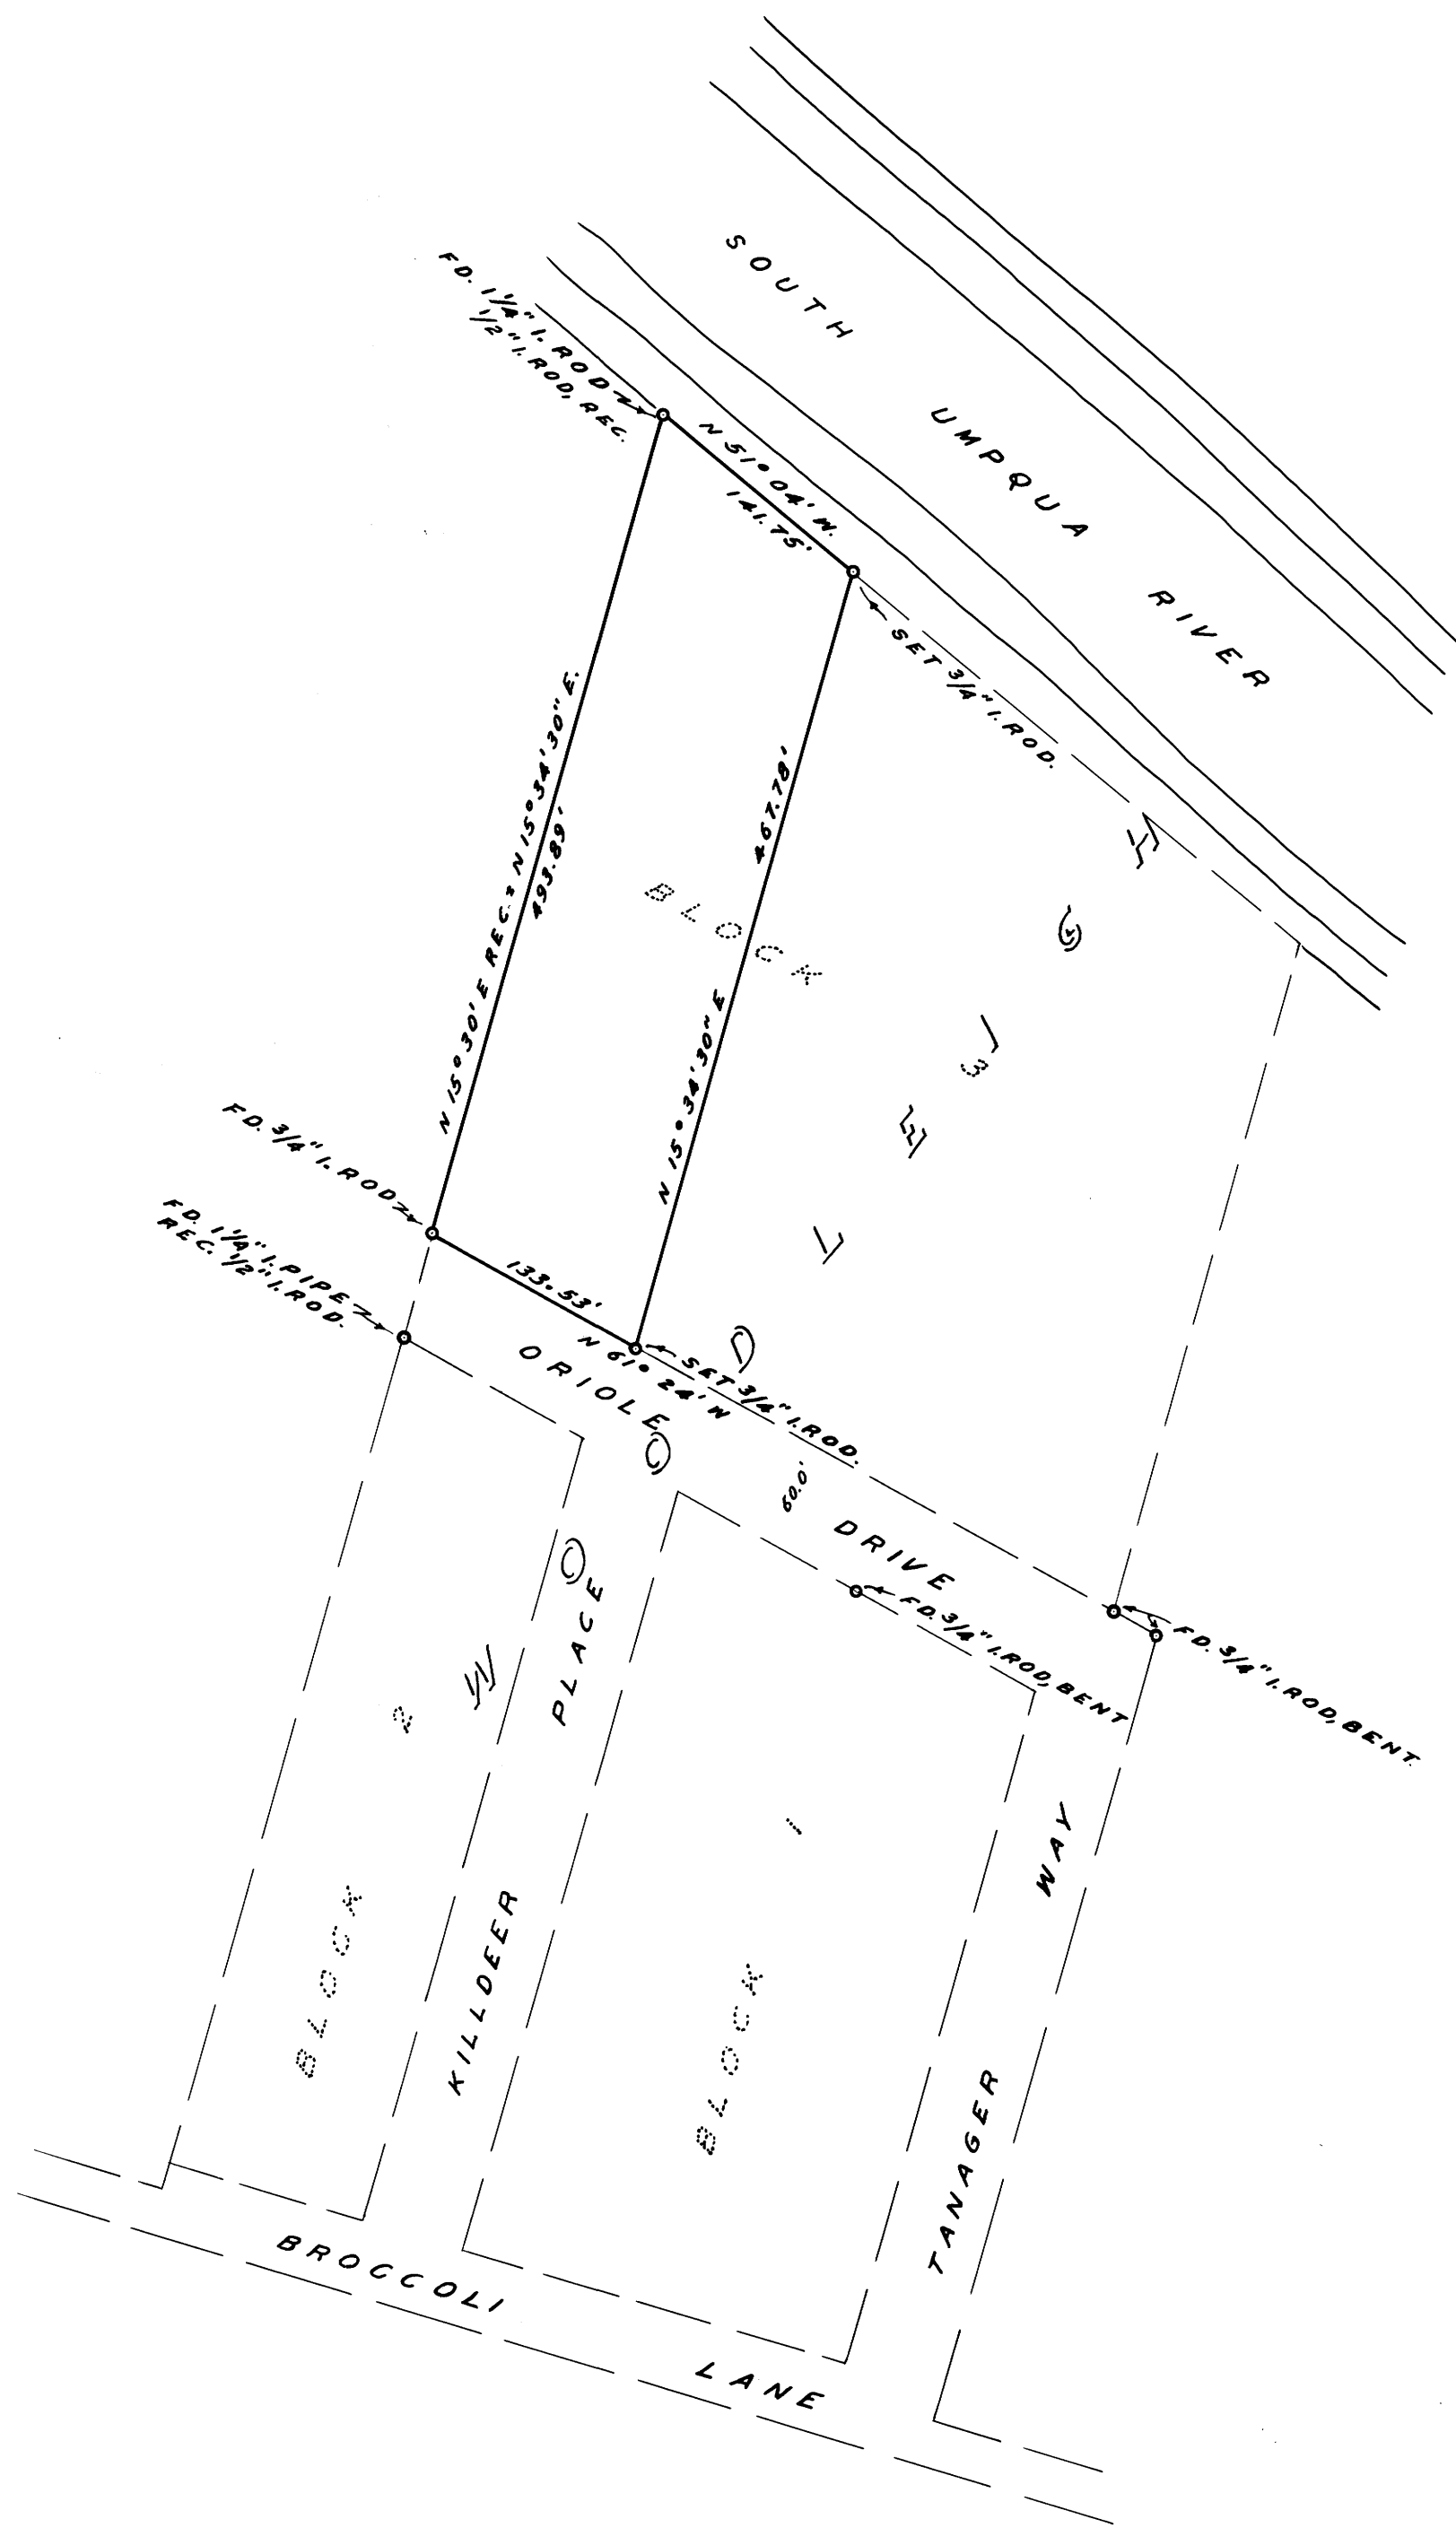 SOUTH UMPQUA RIVER
FD. 1 1/4" I. ROD
1/2" I. ROD, REC.
N 51° 04' W.
141.75'
SET 3/4" I. ROD.
N 15° 30' E REC. = N 15° 34' 30" E.
493.89'
467.78'
N 15° 34' 30" E
BLOCK 3
FD. 3/4" I. ROD
FD. 1 1/4" I. PIPE
REC. 1/2" I. ROD.
133.53'
N 61° 24' W
SET 3/4" I. ROD.
ORIOLE DRIVE
60.0'
FD. 3/4" I. ROD, BENT
FD. 3/4" I. ROD, BENT.
KILLDEER PLACE
BLOCK 2
BLOCK 1
TANAGER WAY
BROCCOLI LANE